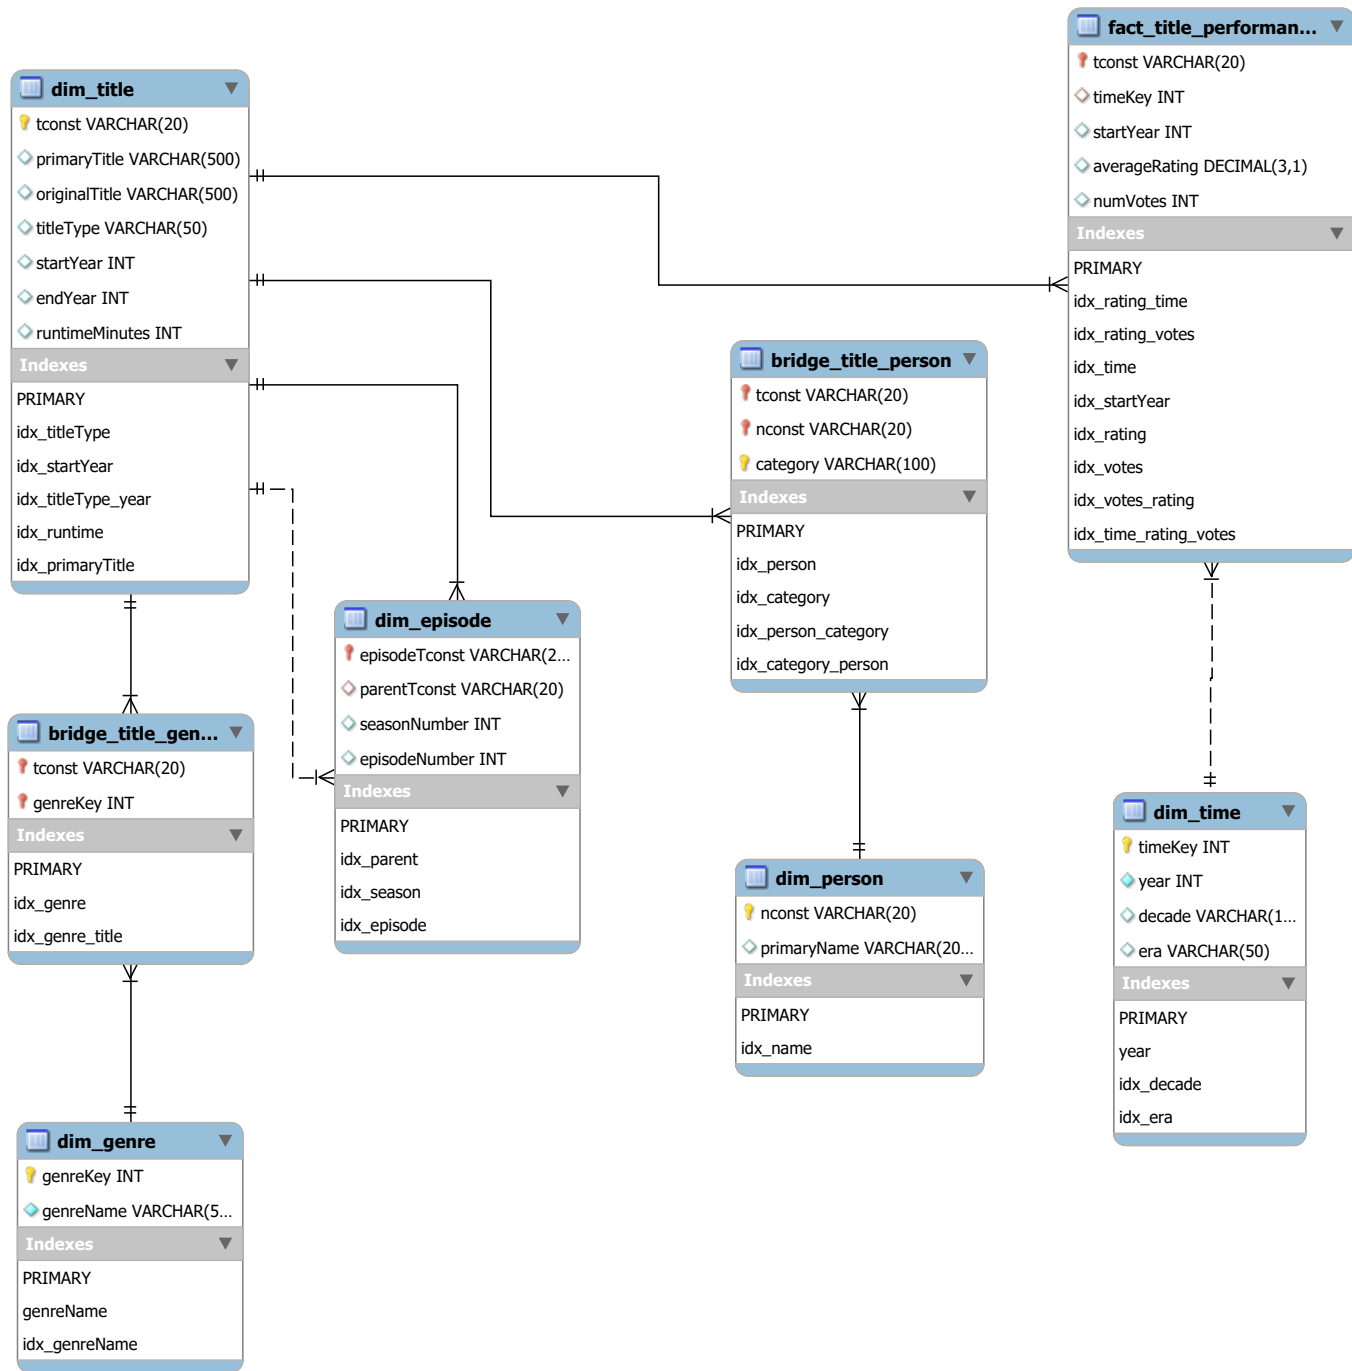 dim_title
tconst VARCHAR(20)
primaryTitle VARCHAR(500)
originalTitle VARCHAR(500)
titleType VARCHAR(50)
startYear INT
endYear INT
runtimeMinutes INT
Indexes
PRIMARY
idx_titleType
idx_startYear
idx_titleType_year
idx_runtime
idx_primaryTitle
fact_title_performan...
tconst VARCHAR(20)
timeKey INT
startYear INT
averageRating DECIMAL(3,1)
numVotes INT
Indexes
PRIMARY
idx_rating_time
idx_rating_votes
idx_time
idx_startYear
idx_rating
idx_votes
idx_votes_rating
idx_time_rating_votes
bridge_title_person
tconst VARCHAR(20)
nconst VARCHAR(20)
category VARCHAR(100)
Indexes
PRIMARY
idx_person
idx_category
idx_person_category
idx_category_person
dim_episode
episodeTconst VARCHAR(2...
parentTconst VARCHAR(20)
seasonNumber INT
episodeNumber INT
Indexes
PRIMARY
idx_parent
idx_season
idx_episode
bridge_title_gen...
tconst VARCHAR(20)
genreKey INT
Indexes
PRIMARY
idx_genre
idx_genre_title
dim_person
nconst VARCHAR(20)
primaryName VARCHAR(20...
Indexes
PRIMARY
idx_name
dim_time
timeKey INT
year INT
decade VARCHAR(1...
era VARCHAR(50)
Indexes
PRIMARY
year
idx_decade
idx_era
dim_genre
genreKey INT
genreName VARCHAR(5...
Indexes
PRIMARY
genreName
idx_genreName